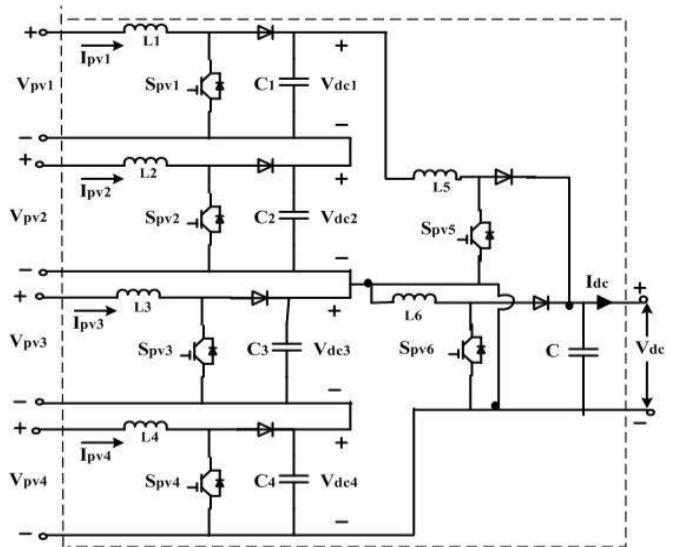 + L1
Ipv1
Vpv1 Spv1 C1 Vdc1 +
− −
+ L2 +
Ipv2 L5
Vpv2 Spv2 C2 Vdc2 Spv5
− −
+ L3 + L6 Idc +
Ipv3
Vpv3 Spv3 C3 Vdc3 Spv6 C Vdc
− − −
+ L4 +
Ipv4
Vpv4 Spv4 C4 Vdc4
− −